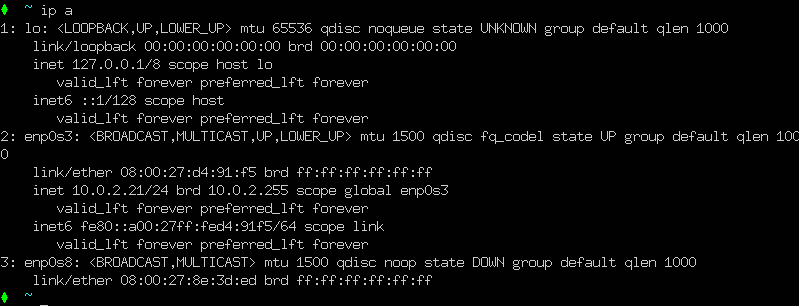 ~ ip a
1: lo: <LOOPBACK,UP,LOWER_UP> mtu 65536 qdisc noqueue state UNKNOWN group default qlen 1000
link/loopback 00:00:00:00:00:00 brd 00:00:00:00:00:00
inet 127.0.0.1/8 scope host lo
valid_lft forever preferred_lft forever
inet6 ::1/128 scope host
valid_lft forever preferred_lft forever
2: enp0s3: <BROADCAST,MULTICAST,UP,LOWER_UP> mtu 1500 qdisc fq_codel state UP group default qlen 100
0
link/ether 08:00:27:d4:91:f5 brd ff:ff:ff:ff:ff:ff
inet 10.0.2.21/24 brd 10.0.2.255 scope global enp0s3
valid_lft forever preferred_lft forever
inet6 fe80::a00:27ff:fed4:91f5/64 scope link
valid_lft forever preferred_lft forever
3: enp0s8: <BROADCAST,MULTICAST> mtu 1500 qdisc noop state DOWN group default qlen 1000
link/ether 08:00:27:8e:3d:ed brd ff:ff:ff:ff:ff:ff
~